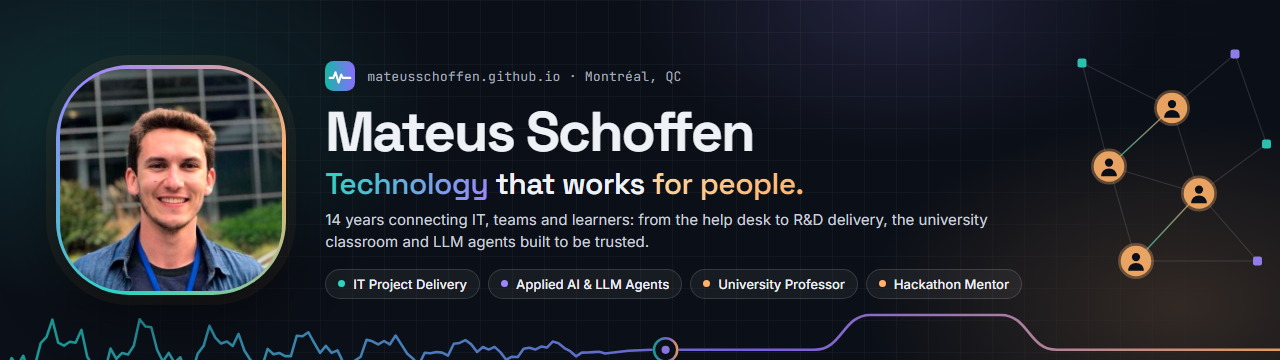 mateusschoffen.github.io · Montréal, QC
Mateus Schoffen
Technology that works for people.
14 years connecting IT, teams and learners: from the help desk to R&D delivery, the university
classroom and LLM agents built to be trusted.
IT Project Delivery
Applied AI & LLM Agents
University Professor
Hackathon Mentor